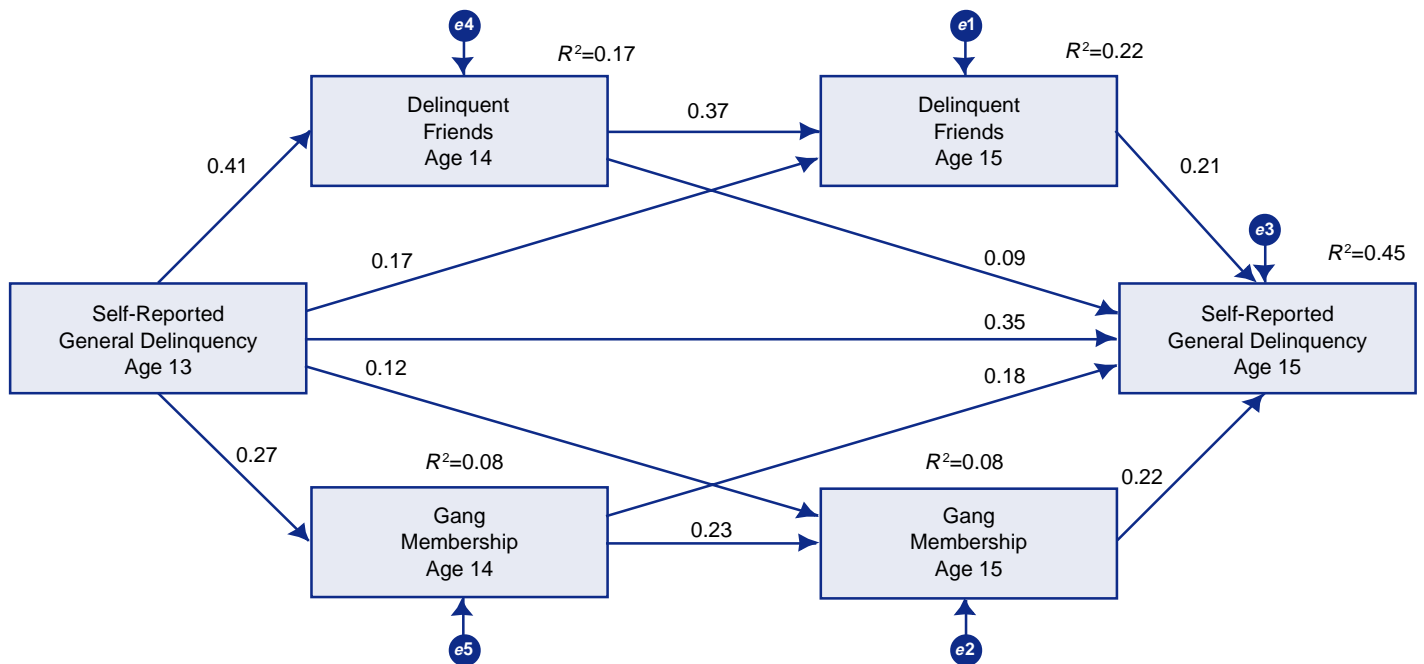 e4
e1
R²=0.17
R²=0.22
Delinquent
Friends
Age 14
0.37
Delinquent
Friends
Age 15
0.41
0.21
e3
0.17
0.09
R²=0.45
Self-Reported
General Delinquency
Age 13
0.35
Self-Reported
General Delinquency
Age 15
0.12
0.18
0.27
R²=0.08
R²=0.08
0.22
Gang
Membership
Age 14
0.23
Gang
Membership
Age 15
e5
e2